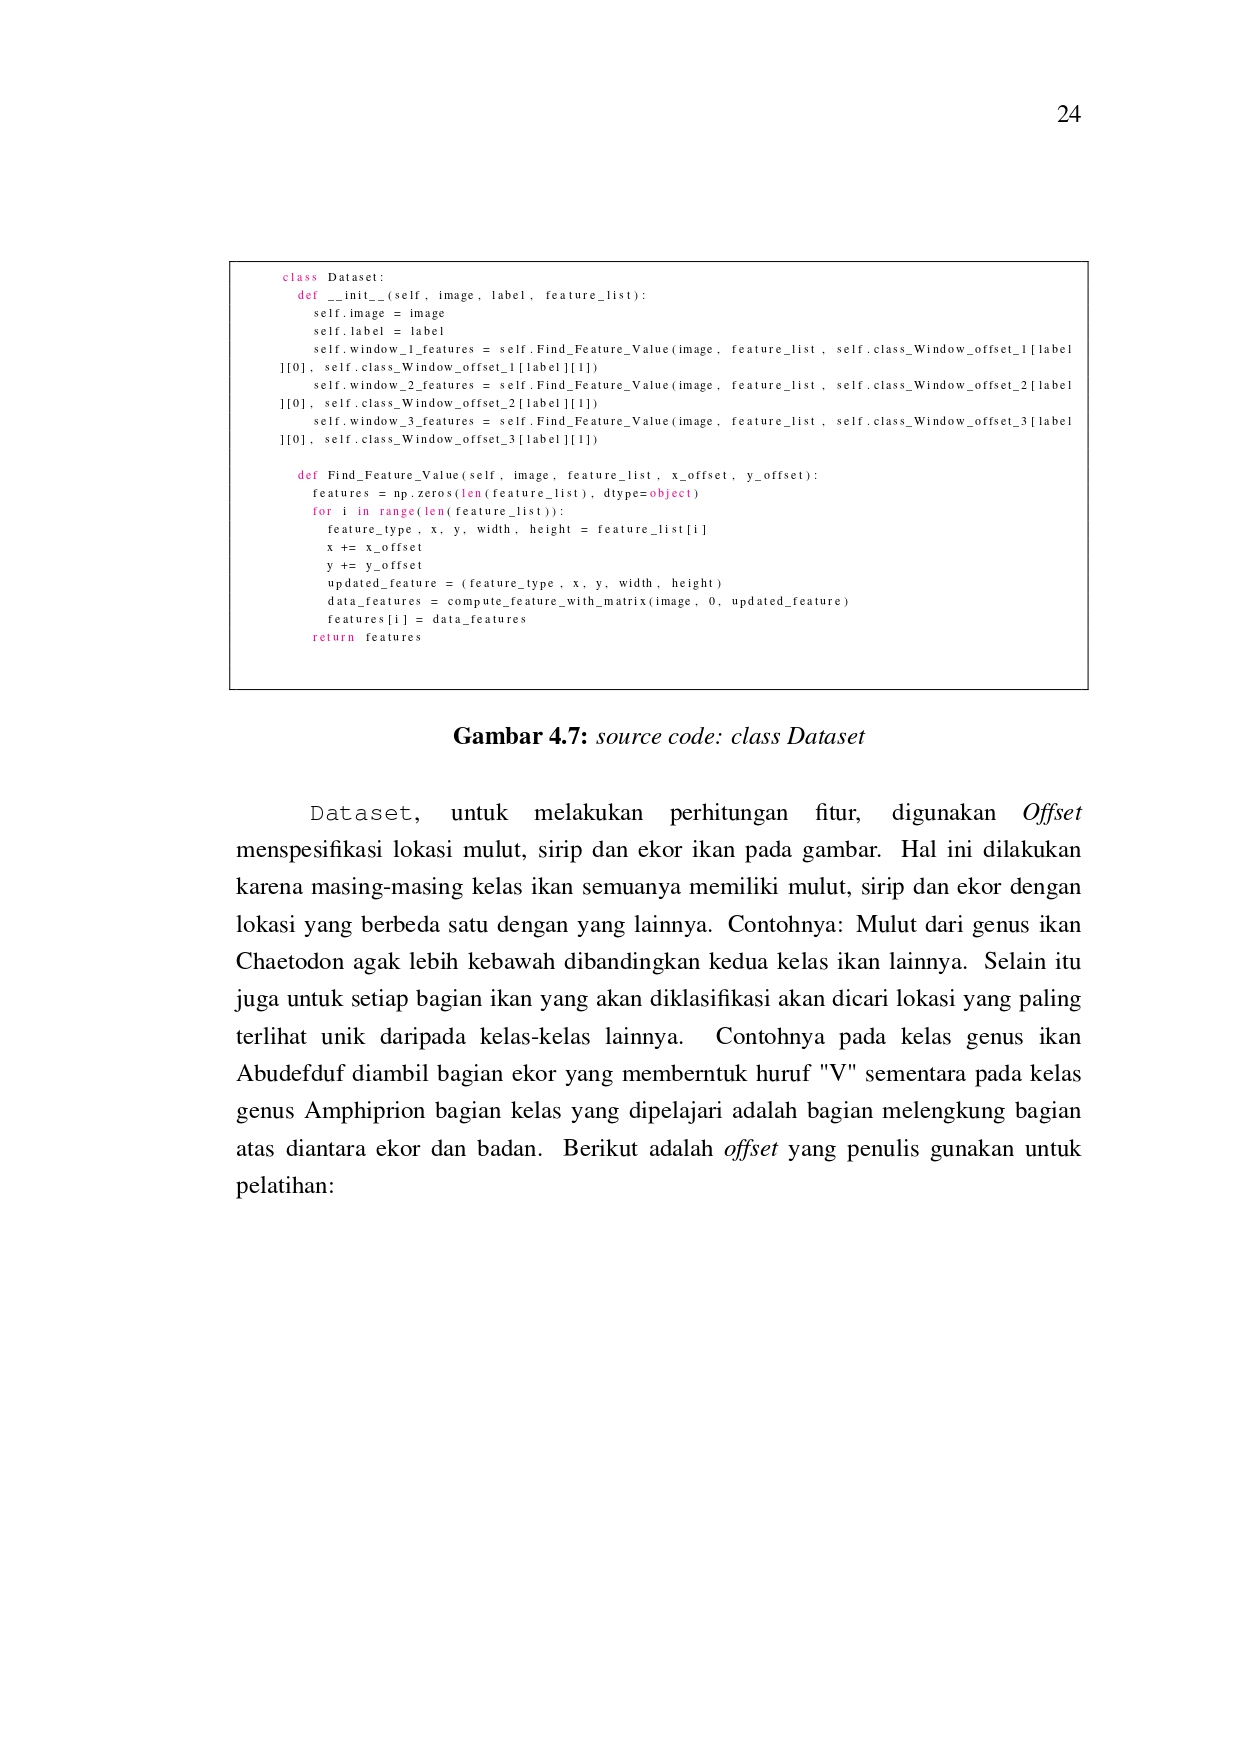 24
class Dataset:
def __init__(self, image, label, feature_list):
self.image = image
self.label = label
self.window_1_features = self.Find_Feature_Value(image, feature_list, self.class_Window_offset_1[label
][0], self.class_Window_offset_1[label][1])
self.window_2_features = self.Find_Feature_Value(image, feature_list, self.class_Window_offset_2[label
][0], self.class_Window_offset_2[label][1])
self.window_3_features = self.Find_Feature_Value(image, feature_list, self.class_Window_offset_3[label
][0], self.class_Window_offset_3[label][1])
def Find_Feature_Value(self, image, feature_list, x_offset, y_offset):
features = np.zeros(len(feature_list), dtype=object)
for i in range(len(feature_list)):
feature_type, x, y, width, height = feature_list[i]
x += x_offset
y += y_offset
updated_feature = (feature_type, x, y, width, height)
data_features = compute_feature_with_matrix(image, 0, updated_feature)
features[i] = data_features
return features
Gambar 4.7: source code: class Dataset
Dataset, untuk melakukan perhitungan fitur, digunakan Offset
menspesifikasi lokasi mulut, sirip dan ekor ikan pada gambar. Hal ini dilakukan
karena masing-masing kelas ikan semuanya memiliki mulut, sirip dan ekor dengan
lokasi yang berbeda satu dengan yang lainnya. Contohnya: Mulut dari genus ikan
Chaetodon agak lebih kebawah dibandingkan kedua kelas ikan lainnya. Selain itu
juga untuk setiap bagian ikan yang akan diklasifikasi akan dicari lokasi yang paling
terlihat unik daripada kelas-kelas lainnya. Contohnya pada kelas genus ikan
Abudefduf diambil bagian ekor yang memberntuk huruf "V" sementara pada kelas
genus Amphiprion bagian kelas yang dipelajari adalah bagian melengkung bagian
atas diantara ekor dan badan. Berikut adalah offset yang penulis gunakan untuk
pelatihan: